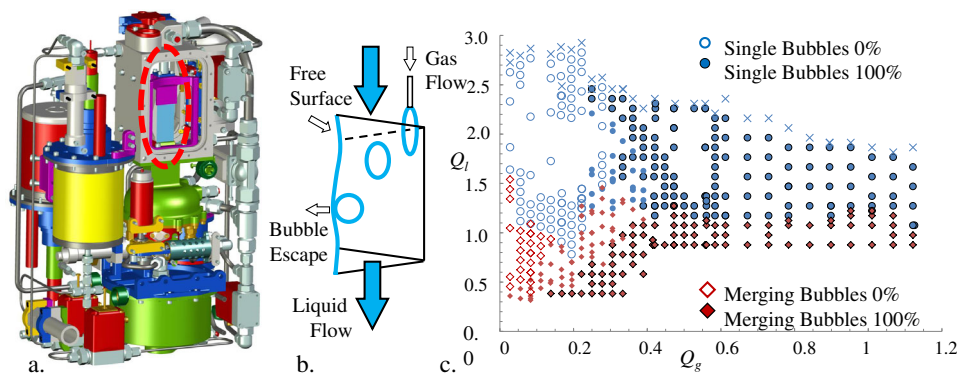 Free
Surface
Gas
Flow
Bubble
Escape
Liquid
Flow
a.
b.
c.
3.0
2.5
2.0
Q_l
1.5
1.0
0.5
0.
0
0
0.2
0.4
0.6
0.8
1.0
1.2
Q_g
Single Bubbles 0%
Single Bubbles 100%
Merging Bubbles 0%
Merging Bubbles 100%